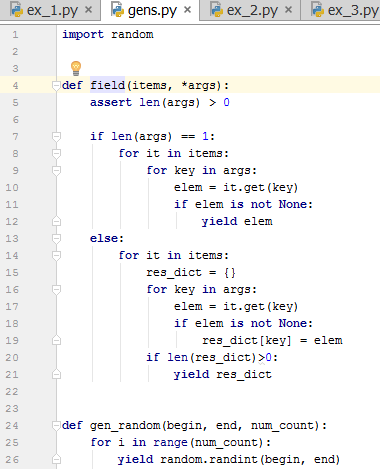 ex_1.py × gens.py × ex_2.py × ex_3.py
1 import random
2
3
4 def field(items, *args):
5     assert len(args) > 0
6
7     if len(args) == 1:
8         for it in items:
9             for key in args:
10                 elem = it.get(key)
11                 if elem is not None:
12                     yield elem
13     else:
14         for it in items:
15             res_dict = {}
16             for key in args:
17                 elem = it.get(key)
18                 if elem is not None:
19                     res_dict[key] = elem
20             if len(res_dict)>0:
21                 yield res_dict
22
23
24 def gen_random(begin, end, num_count):
25     for i in range(num_count):
26         yield random.randint(begin, end)